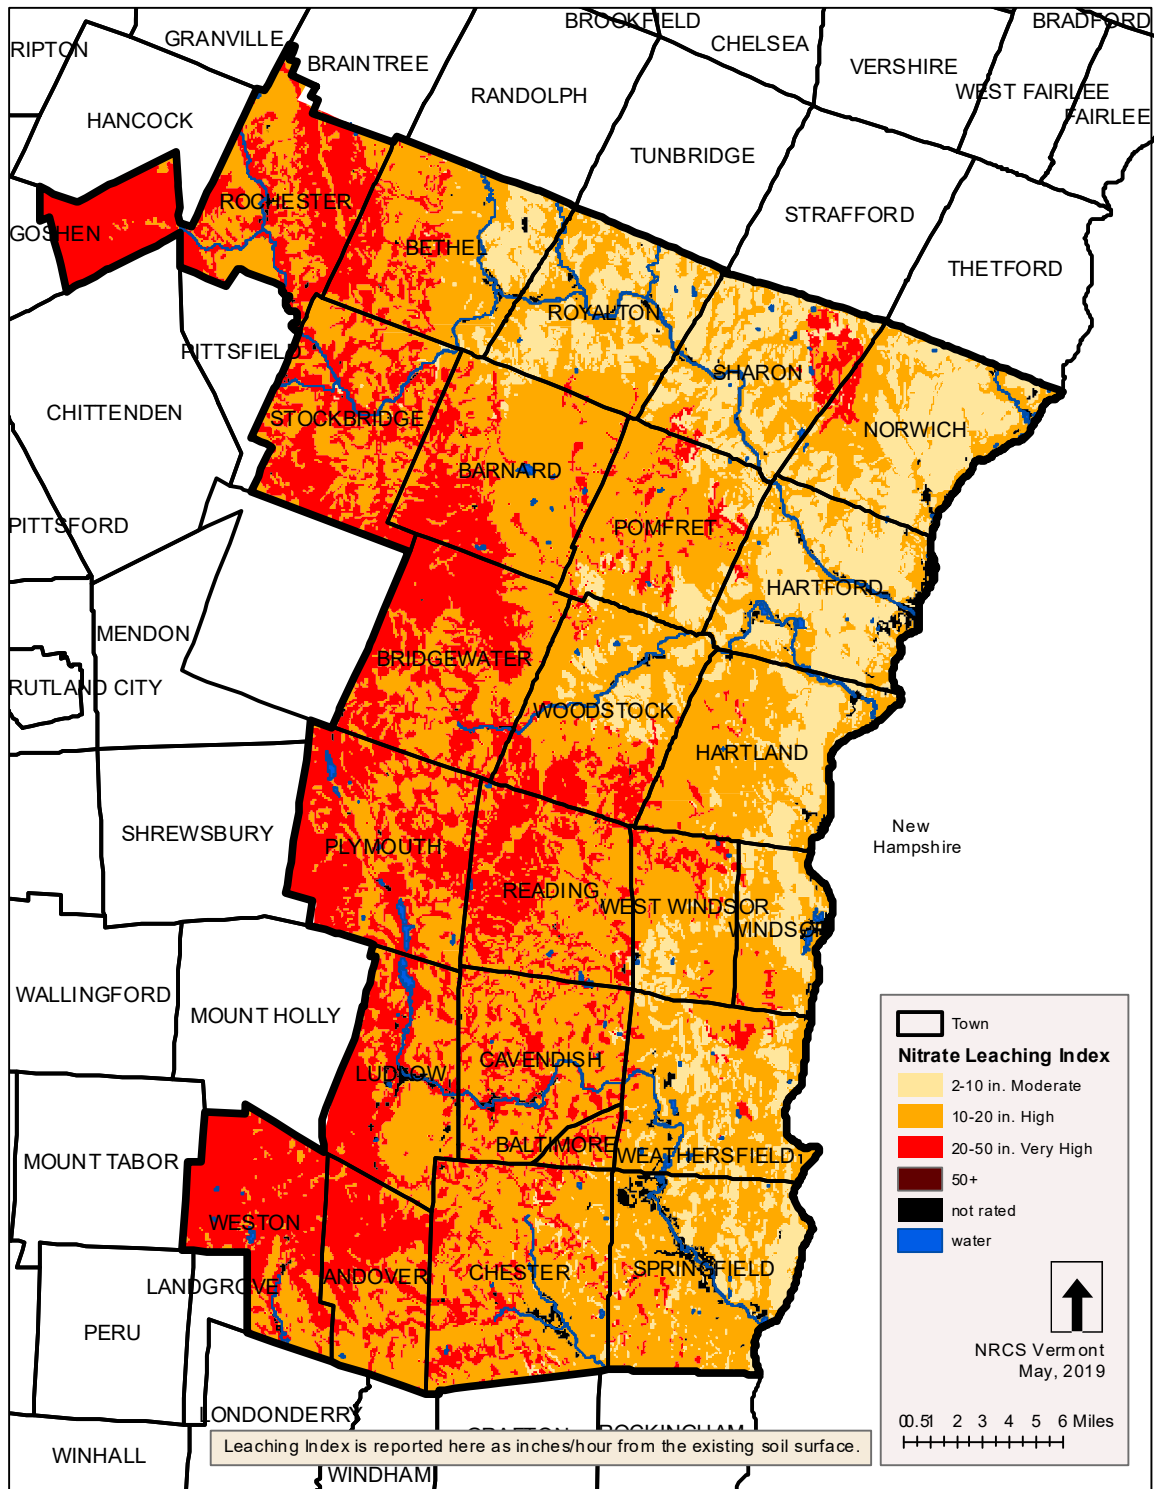 BROOKFIELD
BRADFORD
GRANVILLE
RIPTON
CHELSEA
BRAINTREE
VERSHIRE
WEST FAIRLEE
RANDOLPH
FAIRLEE
HANCOCK
TUNBRIDGE
ROCHESTER
STRAFFORD
GOSHEN
BETHEL
THETFORD
ROYALTON
PITTSFIELD
SHARON
CHITTENDEN
STOCKBRIDGE
NORWICH
BARNARD
PITTSFORD
POMFRET
HARTFORD
MENDON
BRIDGEWATER
RUTLAND CITY
WOODSTOCK
HARTLAND
SHREWSBURY
New
Hampshire
PLYMOUTH
READING
WEST WINDSOR
WINDSOR
WALLINGFORD
MOUNT HOLLY
CAVENDISH
LUDLOW
BALTIMORE
WEATHERSFIELD
MOUNT TABOR
WESTON
LANDGROVE
ANDOVER
CHESTER
SPRINGFIELD
PERU
LONDONDERRY
GRAFTON
ROCKINGHAM
WINHALL
WINDHAM
Leaching Index is reported here as inches/hour from the existing soil surface.
Town
Nitrate Leaching Index
2-10 in. Moderate
10-20 in. High
20-50 in. Very High
50+
not rated
water
NRCS Vermont
May, 2019
0 0.5 1 2 3 4 5 6 Miles